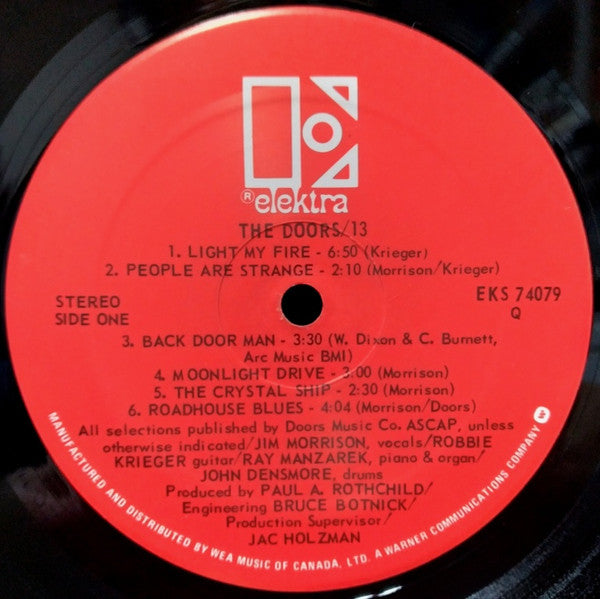 ® elektra
THE DOORS/13
1. LIGHT MY FIRE - 6:50 (Krieger)
2. PEOPLE ARE STRANGE - 2:10 (Morrison/Krieger)
STEREO
SIDE ONE
EKS 74079
Q
3. BACK DOOR MAN - 3:30 (W. Dixon & C. Burnett,
Arc Music BMI)
4. MOONLIGHT DRIVE - 3:00 (Morrison)
5. THE CRYSTAL SHIP - 2:30 (Morrison)
6. ROADHOUSE BLUES - 4:04 (Morrison/Doors)
All selections published by Doors Music Co. ASCAP, unless
otherwise indicated/JIM MORRISON, vocals/ROBBIE
KRIEGER guitar/RAY MANZAREK, piano & organ/
JOHN DENSMORE, drums
Produced by PAUL A. ROTHCHILD/
Engineering BRUCE BOTNICK/
Production Supervisor/
JAC HOLZMAN
MANUFACTURED AND DISTRIBUTED BY WEA MUSIC OF CANADA, LTD. A WARNER COMMUNICATIONS COMPANY